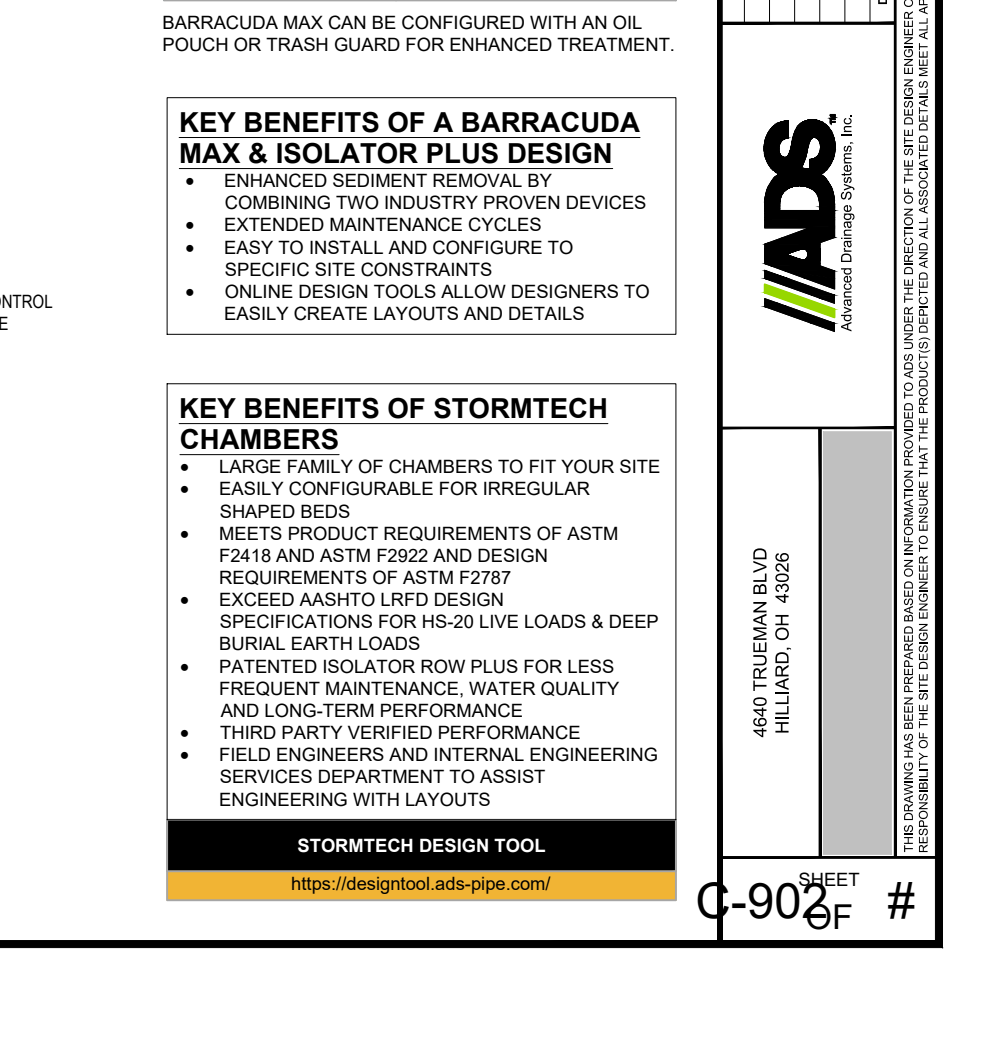 BARRACUDA MAX CAN BE CONFIGURED WITH AN OIL
POUCH OR TRASH GUARD FOR ENHANCED TREATMENT.
KEY BENEFITS OF A BARRACUDA
MAX & ISOLATOR PLUS DESIGN
• ENHANCED SEDIMENT REMOVAL BY
COMBINING TWO INDUSTRY PROVEN DEVICES
• EXTENDED MAINTENANCE CYCLES
• EASY TO INSTALL AND CONFIGURE TO
SPECIFIC SITE CONSTRAINTS
• ONLINE DESIGN TOOLS ALLOW DESIGNERS TO
EASILY CREATE LAYOUTS AND DETAILS
KEY BENEFITS OF STORMTECH
CHAMBERS
• LARGE FAMILY OF CHAMBERS TO FIT YOUR SITE
• EASILY CONFIGURABLE FOR IRREGULAR
SHAPED BEDS
• MEETS PRODUCT REQUIREMENTS OF ASTM
F2418 AND ASTM F2922 AND DESIGN
REQUIREMENTS OF ASTM F2787
• EXCEED AASHTO LRFD DESIGN
SPECIFICATIONS FOR HS-20 LIVE LOADS & DEEP
BURIAL EARTH LOADS
• PATENTED ISOLATOR ROW PLUS FOR LESS
FREQUENT MAINTENANCE, WATER QUALITY
AND LONG-TERM PERFORMANCE
• THIRD PARTY VERIFIED PERFORMANCE
• FIELD ENGINEERS AND INTERNAL ENGINEERING
SERVICES DEPARTMENT TO ASSIST
ENGINEERING WITH LAYOUTS
STORMTECH DESIGN TOOL
https://designtool.ads-pipe.com/
ADS™
Advanced Drainage Systems, Inc.
4640 TRUEMAN BLVD
HILLIARD, OH 43026
THIS DRAWING HAS BEEN PREPARED BASED ON INFORMATION PROVIDED TO ADS UNDER THE DIRECTION OF THE SITE DESIGN ENGINEER
RESPONSIBILITY OF THE SITE DESIGN ENGINEER TO ENSURE THAT THE PRODUCT(S) DEPICTED AND ALL ASSOCIATED DETAILS MEET ALL
SHEET
C-902 OF #